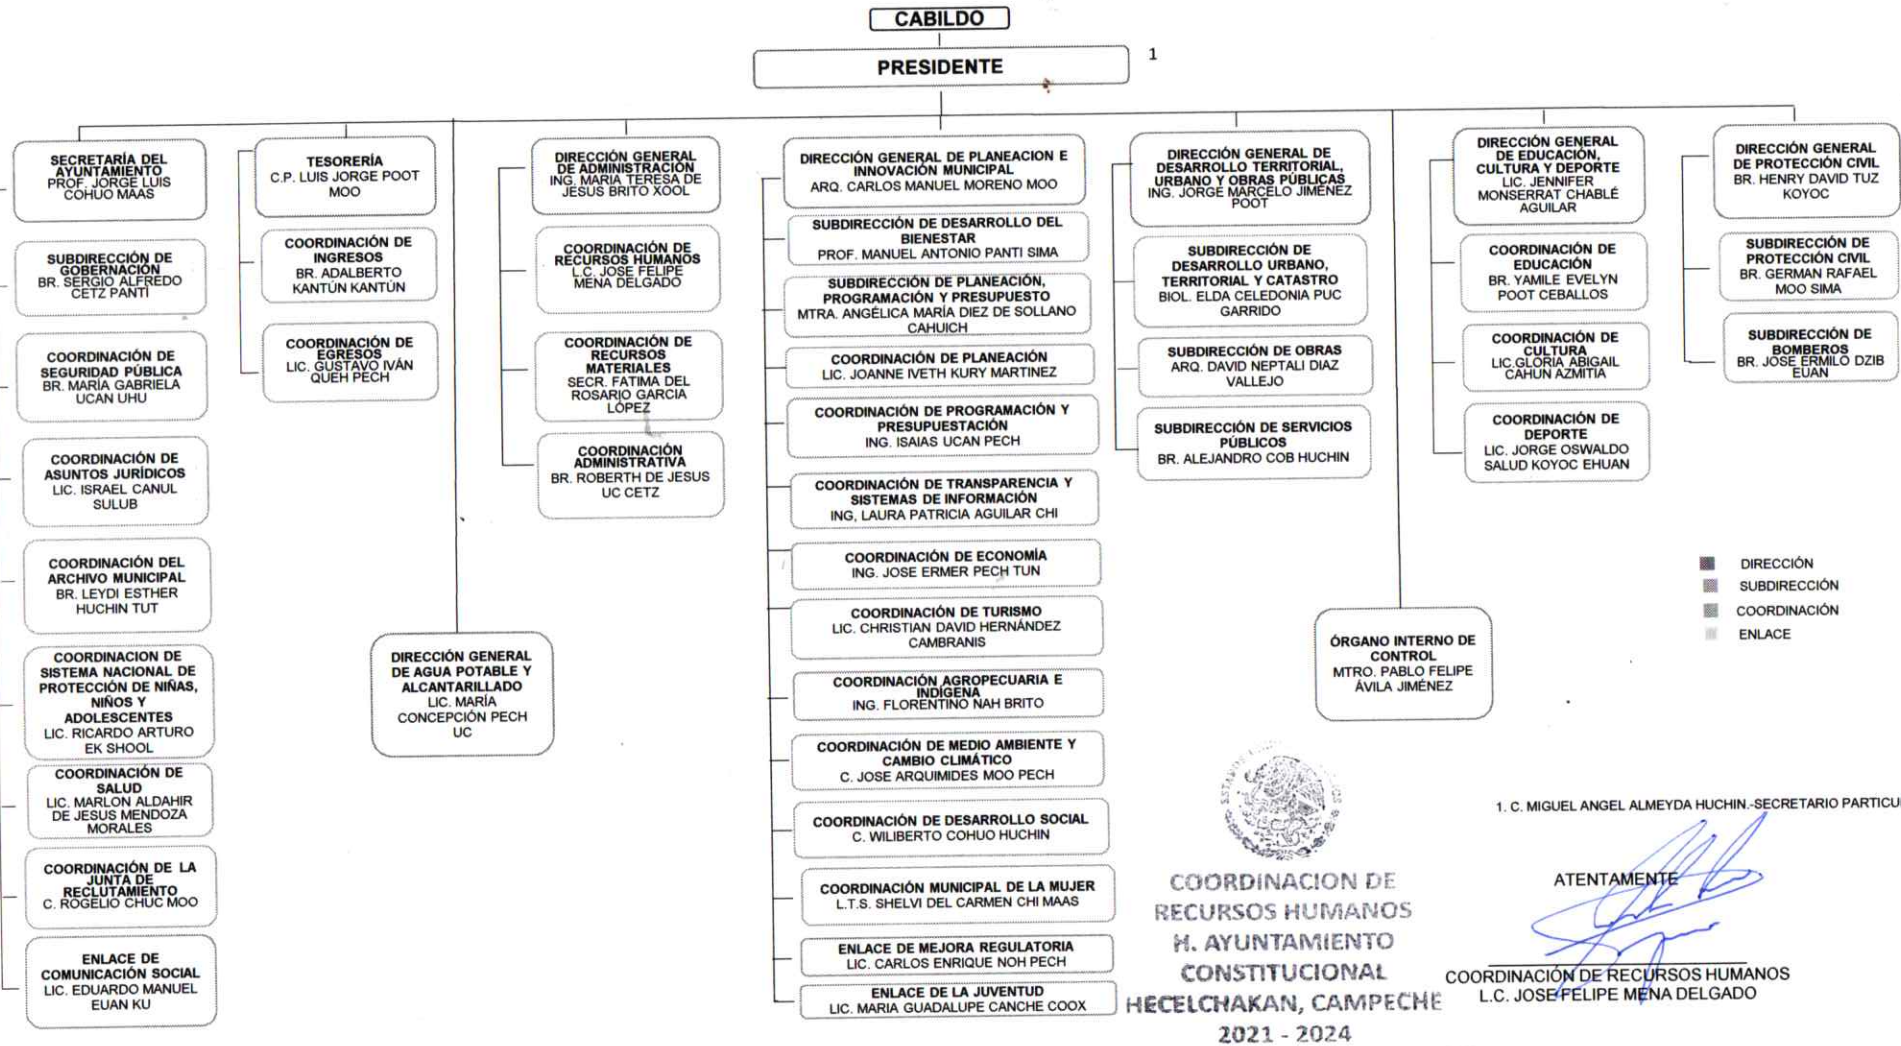 CABILDO
PRESIDENTE
1
SECRETARÍA DEL
AYUNTAMIENTO
PROF. JORGE LUIS
COHUO MAAS
SUBDIRECCIÓN DE
GOBERNACIÓN
BR. SERGIO ALFREDO
CETZ PANTÍ
COORDINACIÓN DE
SEGURIDAD PÚBLICA
BR. MARÍA GABRIELA
UCAN UHU
COORDINACIÓN DE
ASUNTOS JURÍDICOS
LIC. ISRAEL CANUL
SULUB
COORDINACIÓN DEL
ARCHIVO MUNICIPAL
BR. LEYDI ESTHER
HUCHIN TUT
COORDINACION DE
SISTEMA NACIONAL DE
PROTECCIÓN DE NIÑAS,
NIÑOS Y
ADOLESCENTES
LIC. RICARDO ARTURO
EK SHOOL
COORDINACIÓN DE
SALUD
LIC. MARLON ALDAHIR
DE JESUS MENDOZA
MORALES
COORDINACIÓN DE LA
JUNTA DE
RECLUTAMIENTO
C. ROGELIO CHUC MOO
ENLACE DE
COMUNICACIÓN SOCIAL
LIC. EDUARDO MANUEL
EUAN KU
TESORERÍA
C.P. LUIS JORGE POOT
MOO
COORDINACIÓN DE
INGRESOS
BR. ADALBERTO
KANTÚN KANTÚN
COORDINACIÓN DE
EGRESOS
LIC. GUSTAVO IVÁN
QUEH PECH
DIRECCIÓN GENERAL
DE AGUA POTABLE Y
ALCANTARILLADO
LIC. MARÍA
CONCEPCIÓN PECH
UC
DIRECCIÓN GENERAL
DE ADMINISTRACIÓN
ING. MARIA TERESA DE
JESUS BRITO XOOL
COORDINACIÓN DE
RECURSOS HUMANOS
L.C. JOSE FELIPE
MENA DELGADO
COORDINACIÓN DE
RECURSOS
MATERIALES
SECR. FATIMA DEL
ROSARIO GARCIA
LÓPEZ
COORDINACIÓN
ADMINISTRATIVA
BR. ROBERTH DE JESUS
UC CETZ
DIRECCIÓN GENERAL DE PLANEACION E
INNOVACIÓN MUNICIPAL
ARQ. CARLOS MANUEL MORENO MOO
SUBDIRECCIÓN DE DESARROLLO DEL
BIENESTAR
PROF. MANUEL ANTONIO PANTI SIMA
SUBDIRECCIÓN DE PLANEACIÓN,
PROGRAMACIÓN Y PRESUPUESTO
MTRA. ANGÉLICA MARÍA DIEZ DE SOLLANO
CAHUICH
COORDINACIÓN DE PLANEACIÓN
LIC. JOANNE IVETH KURY MARTINEZ
COORDINACIÓN DE PROGRAMACIÓN Y
PRESUPUESTACIÓN
ING. ISAIAS UCAN PECH
COORDINACIÓN DE TRANSPARENCIA Y
SISTEMAS DE INFORMACIÓN
ING, LAURA PATRICIA AGUILAR CHI
COORDINACIÓN DE ECONOMÍA
ING. JOSE ERMER PECH TUN
COORDINACIÓN DE TURISMO
LIC. CHRISTIAN DAVID HERNÁNDEZ
CAMBRANIS
COORDINACIÓN AGROPECUARIA E
INDÍGENA
ING. FLORENTINO NAH BRITO
COORDINACIÓN DE MEDIO AMBIENTE Y
CAMBIO CLIMÁTICO
C. JOSE ARQUIMIDES MOO PECH
COORDINACIÓN DE DESARROLLO SOCIAL
C. WILIBERTO COHUO HUCHIN
COORDINACIÓN MUNICIPAL DE LA MUJER
L.T.S. SHELVI DEL CARMEN CHI MAAS
ENLACE DE MEJORA REGULATORIA
LIC. CARLOS ENRIQUE NOH PECH
ENLACE DE LA JUVENTUD
LIC. MARIA GUADALUPE CANCHE COOX
DIRECCIÓN GENERAL DE
DESARROLLO TERRITORIAL,
URBANO Y OBRAS PÚBLICAS
ING. JORGE MARCELO JIMÉNEZ
POOT
SUBDIRECCIÓN DE
DESARROLLO URBANO,
TERRITORIAL Y CATASTRO
BIOL. ELDA CELEDONIA PUC
GARRIDO
SUBDIRECCIÓN DE OBRAS
ARQ. DAVID NEPTALI DIAZ
VALLEJO
SUBDIRECCIÓN DE SERVICIOS
PÚBLICOS
BR. ALEJANDRO COB HUCHIN
ÓRGANO INTERNO DE
CONTROL
MTRO. PABLO FELIPE
ÁVILA JIMÉNEZ
DIRECCIÓN GENERAL
DE EDUCACIÓN,
CULTURA Y DEPORTE
LIC. JENNIFER
MONSERRAT CHABLÉ
AGUILAR
COORDINACIÓN DE
EDUCACIÓN
BR. YAMILE EVELYN
POOT CEBALLOS
COORDINACIÓN DE
CULTURA
LIC.GLORIA ABIGAIL
CAHUN AZMITIA
COORDINACIÓN DE
DEPORTE
LIC. JORGE OSWALDO
SALUD KOYOC EHUAN
DIRECCIÓN GENERAL
DE PROTECCIÓN CIVIL
BR. HENRY DAVID TUZ
KOYOC
SUBDIRECCIÓN DE
PROTECCIÓN CIVIL
BR. GERMAN RAFAEL
MOO SIMA
SUBDIRECCIÓN DE
BOMBEROS
BR. JOSE ERMILO DZIB
EUAN
DIRECCIÓN
SUBDIRECCIÓN
COORDINACIÓN
ENLACE
COORDINACION DE
RECURSOS HUMANOS
H. AYUNTAMIENTO
CONSTITUCIONAL
HECELCHAKAN, CAMPECHE
2021 - 2024
1. C. MIGUEL ANGEL ALMEYDA HUCHIN.-SECRETARIO PARTICU
ATENTAMENTE
COORDINACIÓN DE RECURSOS HUMANOS
L.C. JOSE FELIPE MENA DELGADO